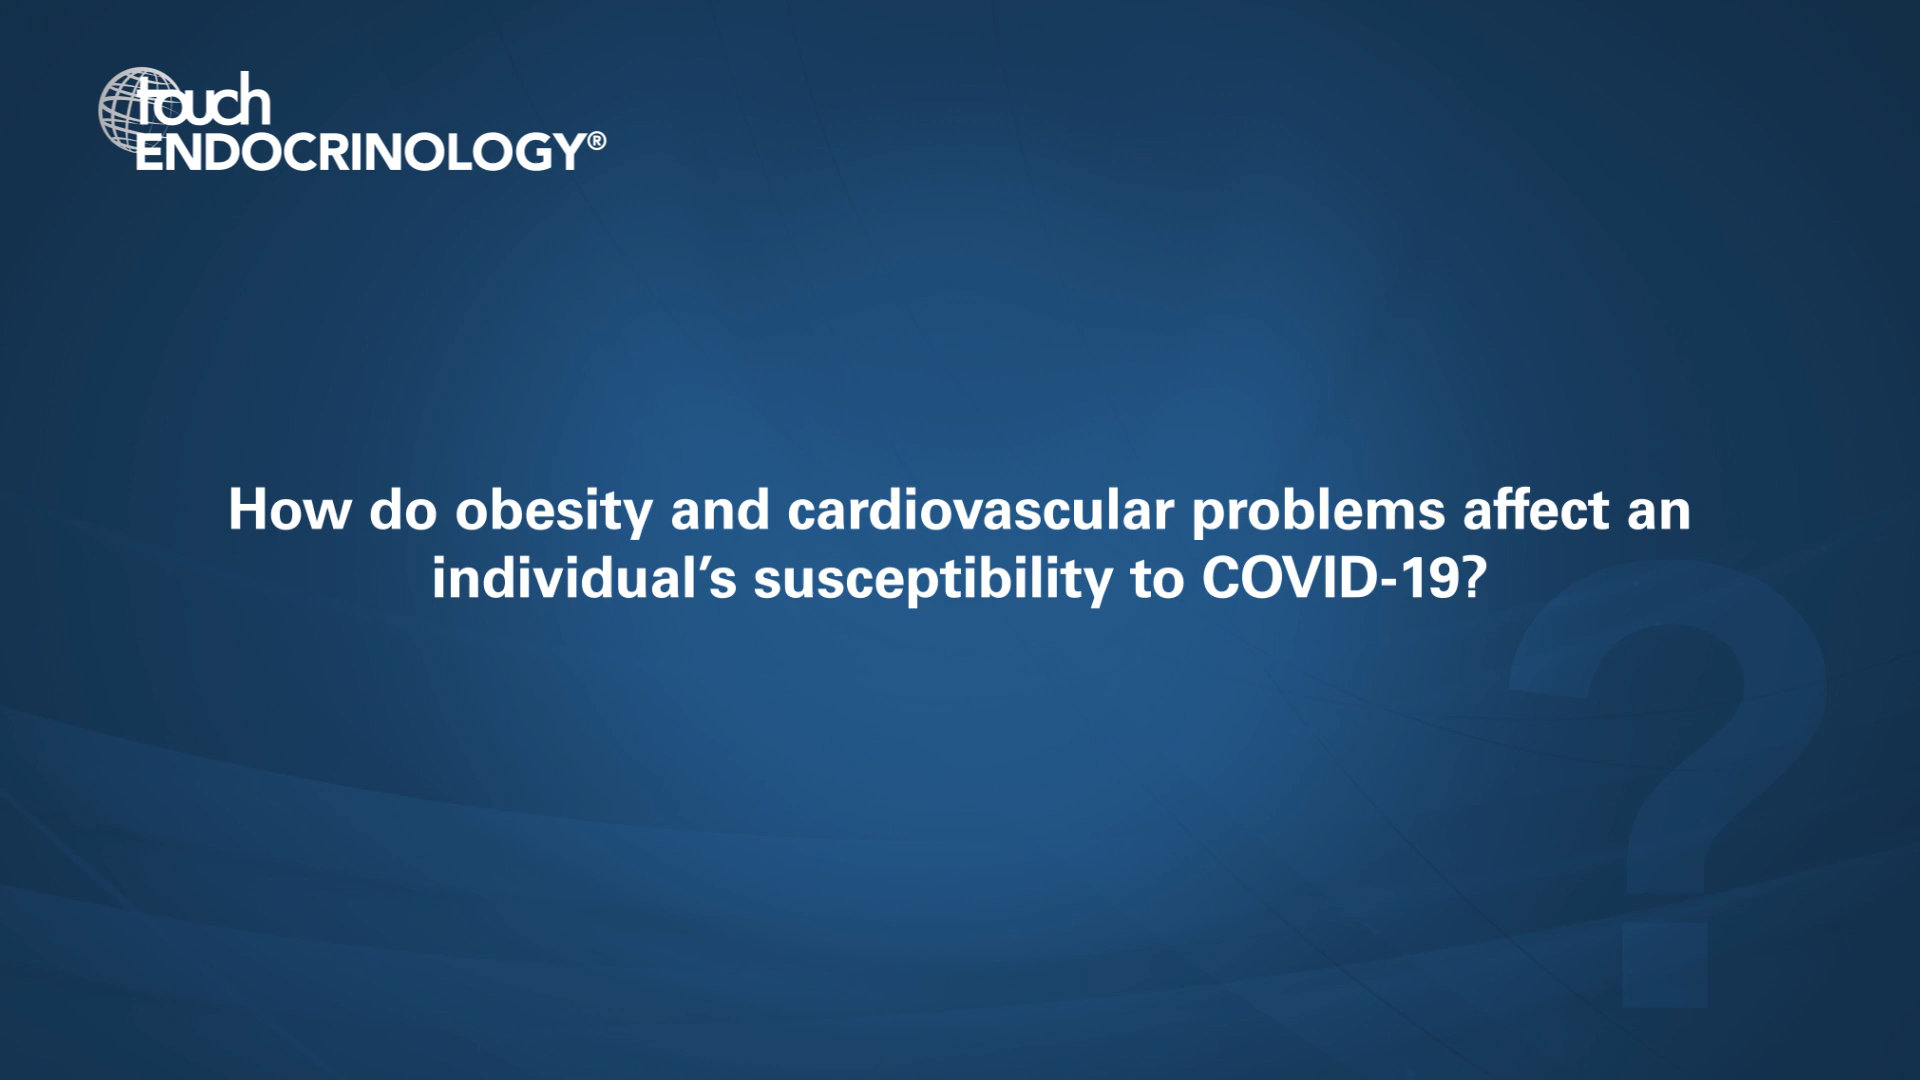 touch
ENDOCRINOLOGY®
How do obesity and cardiovascular problems affect an
individual’s susceptibility to COVID-19?
?